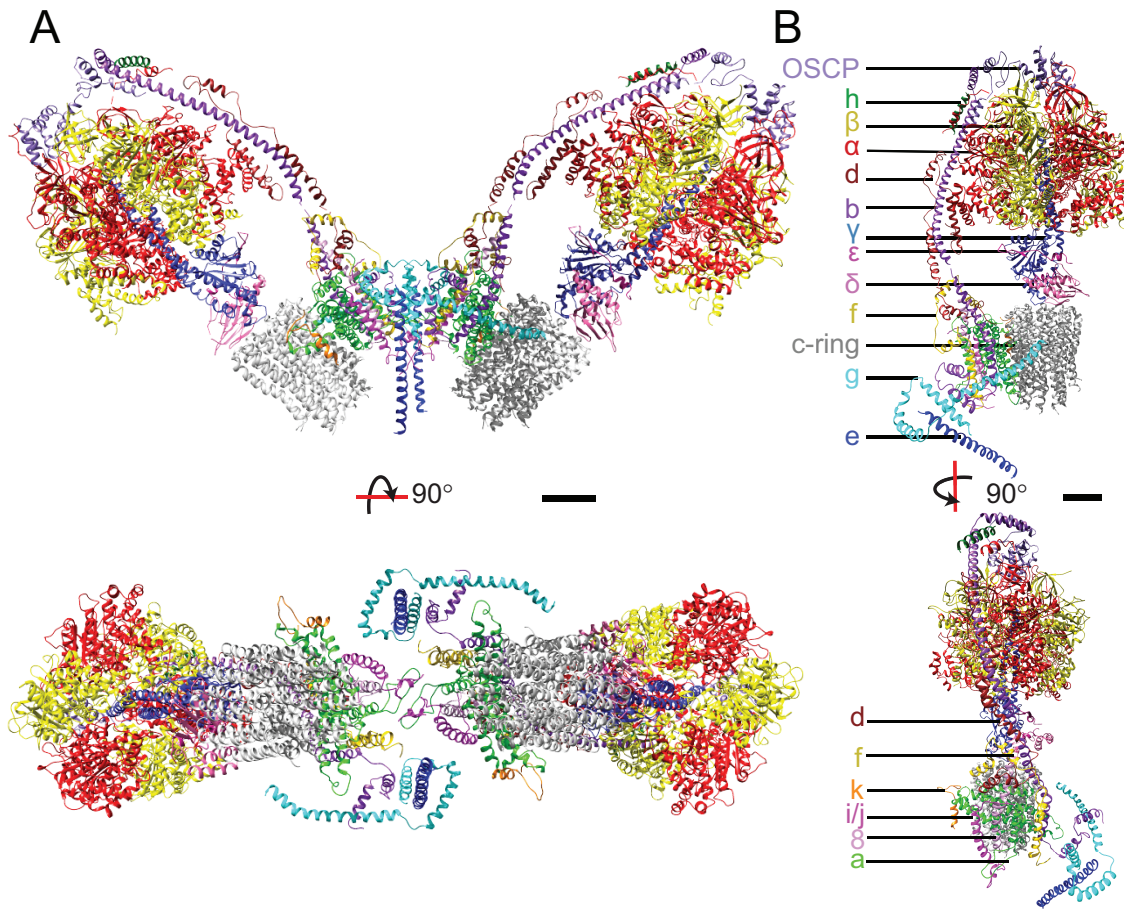 A
B
OSCP
h
β
α
d
b
γ
ε
δ
f
c-ring
g
e
90°
90°
d
f
k
i/j
8
a